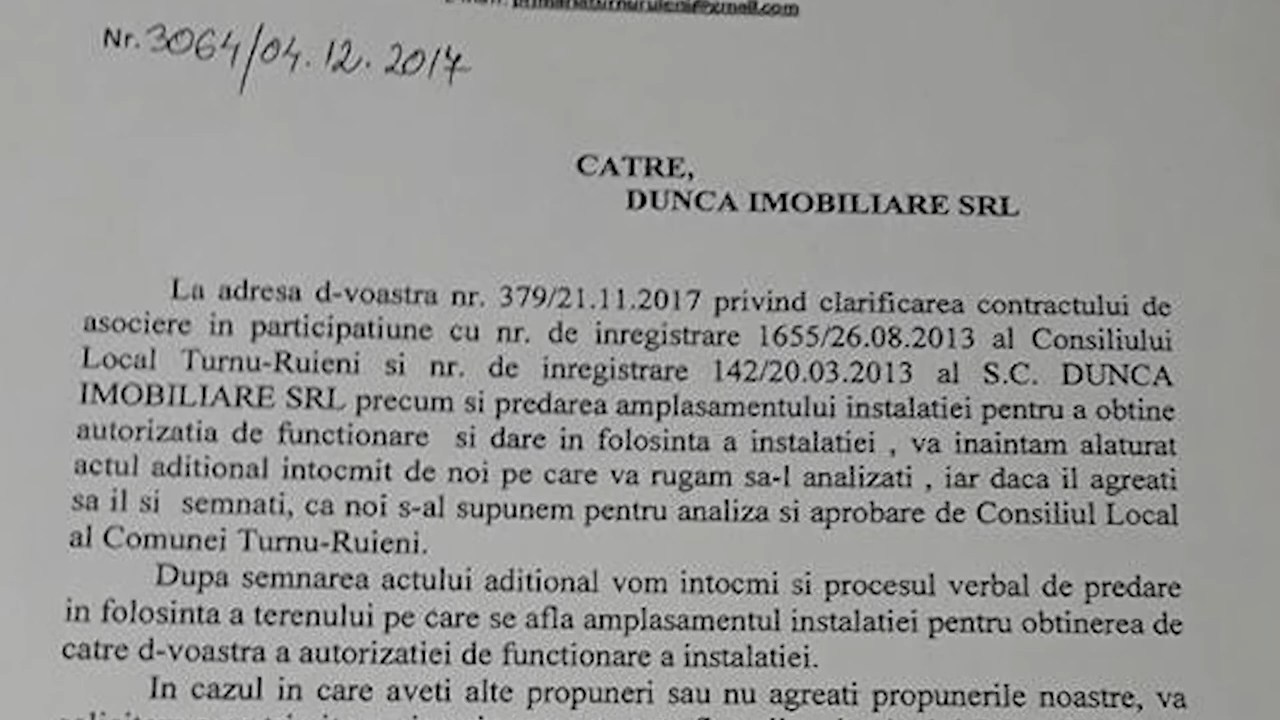 primariaturnuruieni@gmail.com
Nr. 3064/04.12.2017
CATRE,
DUNCA IMOBILIARE SRL
La adresa d-voastra nr. 379/21.11.2017 privind clarificarea contractului de
asociere in participatiune cu nr. de inregistrare 1655/26.08.2013 al Consiliului
Local Turnu-Ruieni si nr. de inregistrare 142/20.03.2013 al S.C. DUNCA
IMOBILIARE SRL precum si predarea amplasamentului instalatiei pentru a obtine
autorizatia de functionare si dare in folosinta a instalatiei , va inaintam alaturat
actul aditional intocmit de noi pe care va rugam sa-l analizati , iar daca il agreati
sa il si semnati, ca noi s-al supunem pentru analiza si aprobare de Consiliul Local
al Comunei Turnu-Ruieni.
Dupa semnarea actului aditional vom intocmi si procesul verbal de predare
in folosinta a terenului pe care se afla amplasamentul instalatiei pentru obtinerea de
catre d-voastra a autorizatiei de functionare a instalatiei.
In cazul in care aveti alte propuneri sau nu agreati propunerile noastre, va